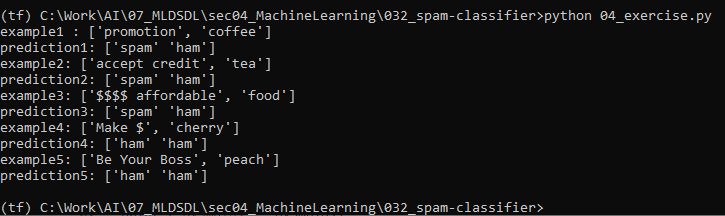 (tf) C:\Work\AI\07_MLDSDL\sec04_MachineLearning\032_spam-classifier>python 04_exercise.py
example1 : ['promotion', 'coffee']
prediction1: ['spam' 'ham']
example2: ['accept credit', 'tea']
prediction2: ['spam' 'ham']
example3: ['$$$$ affordable', 'food']
prediction3: ['spam' 'ham']
example4: ['Make $', 'cherry']
prediction4: ['ham' 'ham']
example5: ['Be Your Boss', 'peach']
prediction5: ['ham' 'ham']
(tf) C:\Work\AI\07_MLDSDL\sec04_MachineLearning\032_spam-classifier>